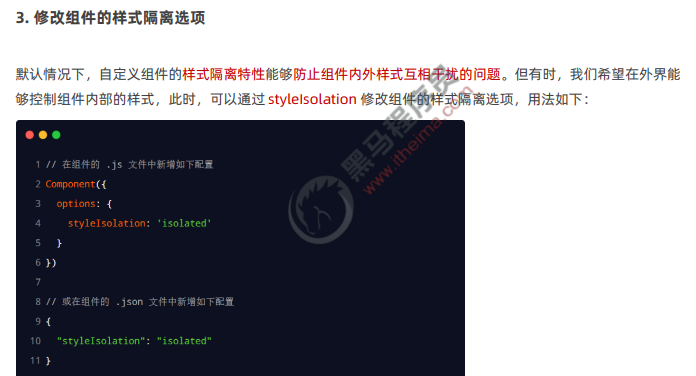 3. 修改组件的样式隔离选项
默认情况下，自定义组件的样式隔离特性能够防止组件内外样式互相干扰的问题。但有时，我们希望在外界能
够控制组件内部的样式，此时，可以通过 styleIsolation 修改组件的样式隔离选项，用法如下：
1 // 在组件的 .js 文件中新增如下配置
2 Component({
3 options: {
4 styleIsolation: 'isolated'
5 }
6 })
7
8 // 或在组件的 .json 文件中新增如下配置
9 {
10 "styleIsolation": "isolated"
11 }
黑马程序员
www.itheima.com